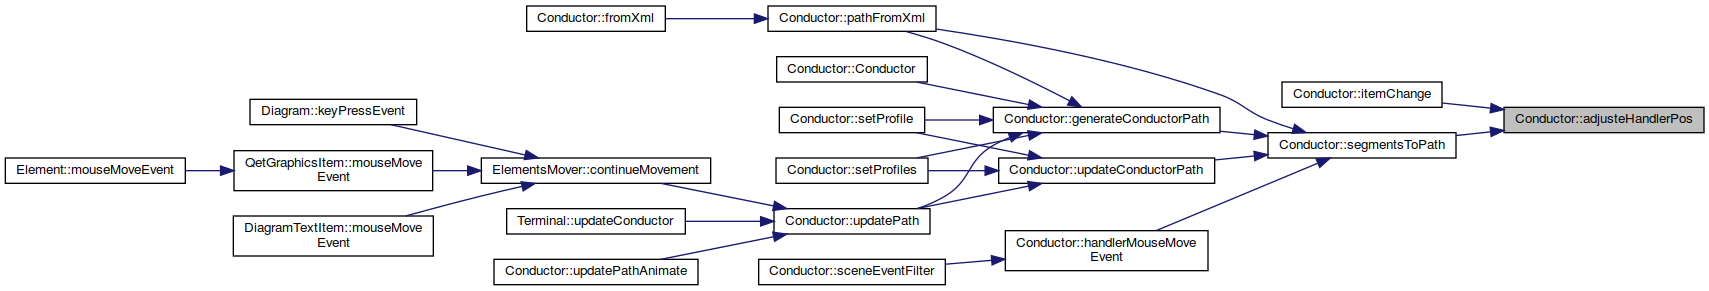 Conductor::fromXml
Conductor::pathFromXml
Conductor::Conductor
Conductor::itemChange
Diagram::keyPressEvent
Conductor::setProfile
Conductor::generateConductorPath
Conductor::adjusteHandlerPos
Conductor::segmentsToPath
Element::mouseMoveEvent
QetGraphicsItem::mouseMove
Event
ElementsMover::continueMovement
Conductor::setProfiles
Conductor::updateConductorPath
DiagramTextItem::mouseMove
Event
Terminal::updateConductor
Conductor::updatePath
Conductor::handlerMouseMove
Event
Conductor::updatePathAnimate
Conductor::sceneEventFilter